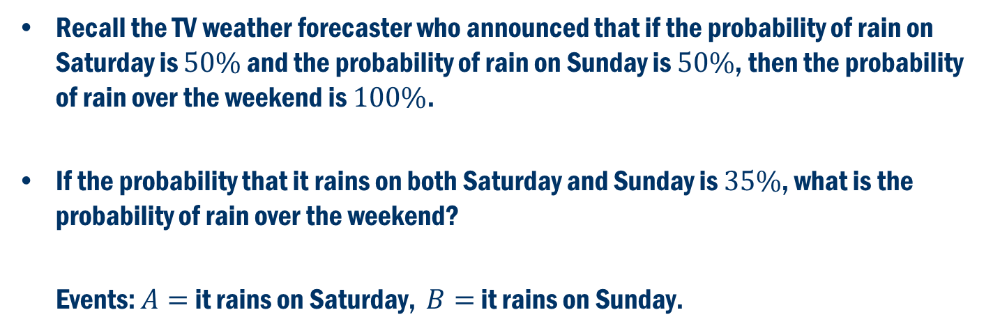 • Recall the TV weather forecaster who announced that if the probability of rain on
Saturday is 50% and the probability of rain on Sunday is 50%, then the probability
of rain over the weekend is 100%.
• If the probability that it rains on both Saturday and Sunday is 35%, what is the
probability of rain over the weekend?
Events: A = it rains on Saturday, B = it rains on Sunday.